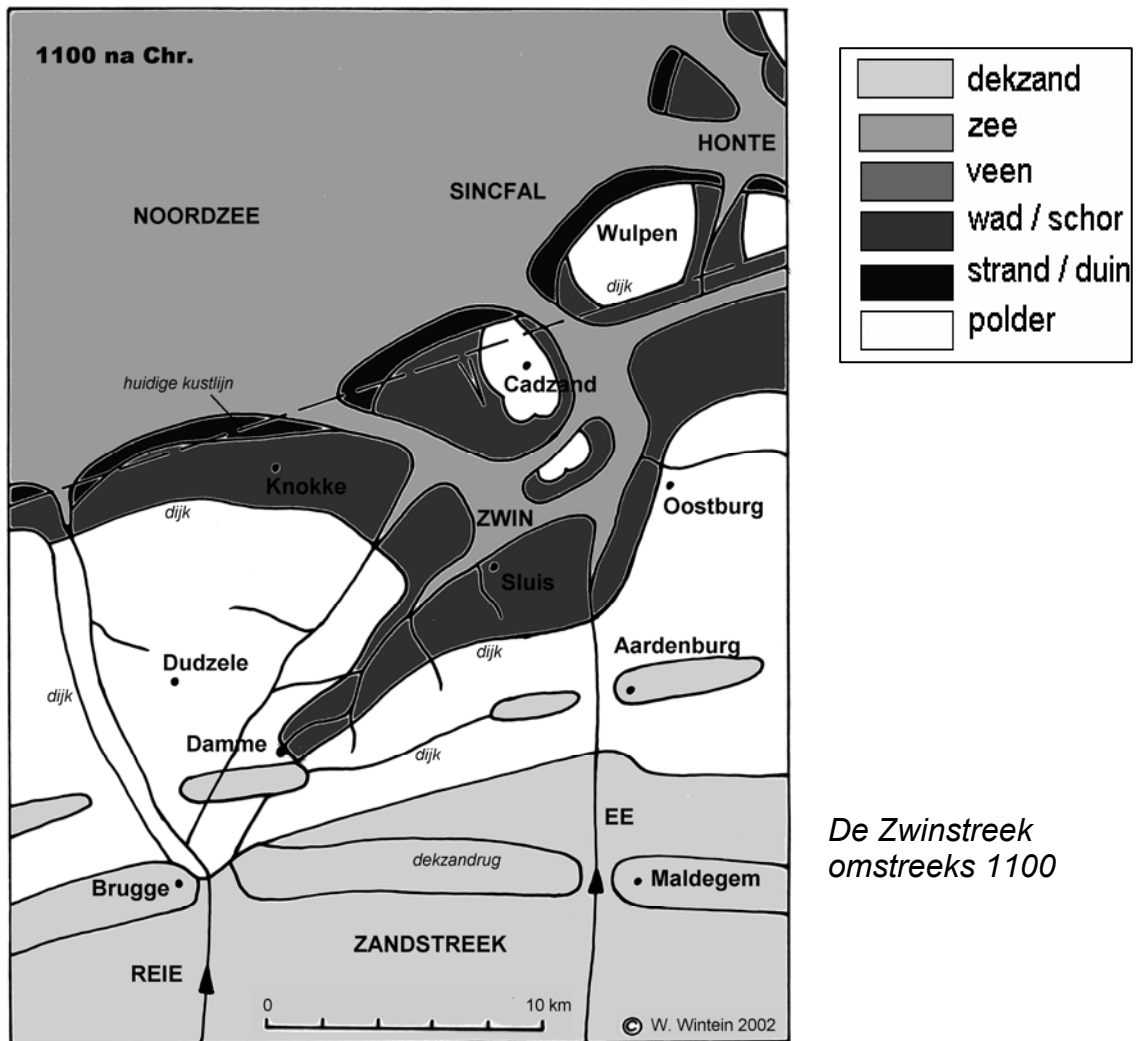 1100 na Chr.
HONTE
SINCFAL
NOORDZEE
Wulpen
dijk
huidige kustlijn
Cadzand
Knokke
dijk
Oostburg
ZWIN
Sluis
Aardenburg
dijk
Dudzele
dijk
Damme
dijk
EE
dekzandrug
Brugge
Maldegem
ZANDSTREEK
REIE
0 10 km
© W. Wintein 2002
dekzand
zee
veen
wad / schor
strand / duin
polder
De Zwinstreek
omstreeks 1100